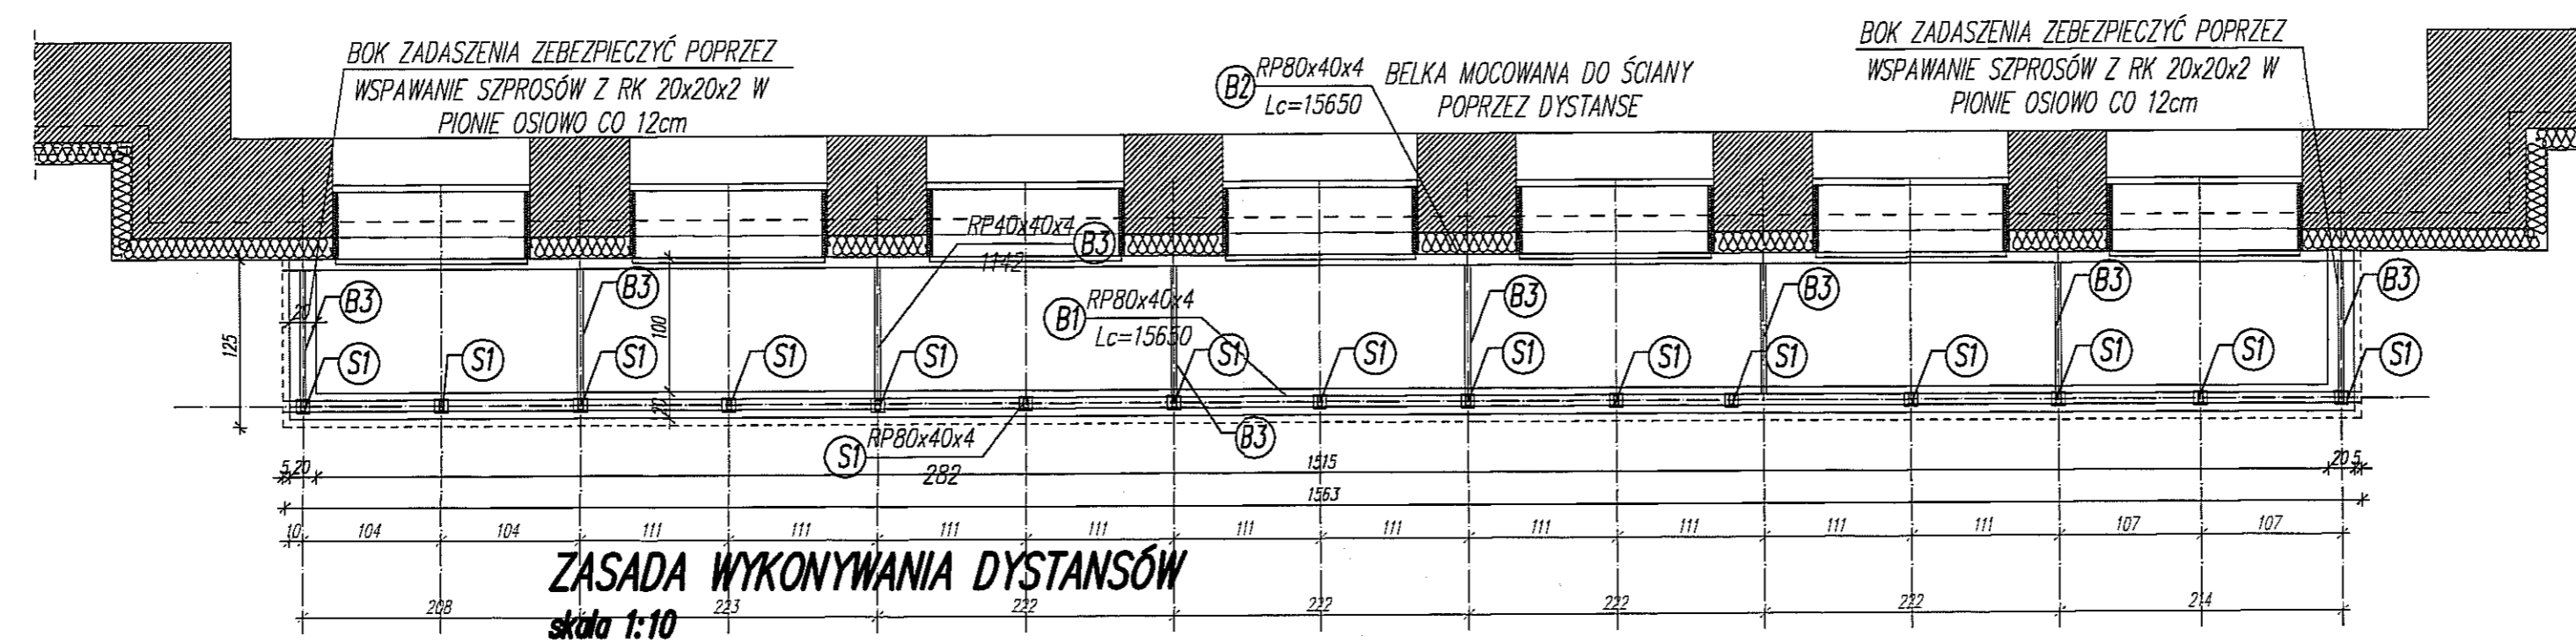 BOK ZADASZENIA ZEBEZPIECZYĆ POPRZEZ
WSPAWANIE SZPROSÓW Z RK 20x20x2 W
PIONIE OSIOWO CO 12cm
B2 RP80x40x4
Lc=15650
BELKA MOCOWANA DO ŚCIANY
POPRZEZ DYSTANSE
BOK ZADASZENIA ZEBEZPIECZYĆ POPRZEZ
WSPAWANIE SZPROSÓW Z RK 20x20x2 W
PIONIE OSIOWO CO 12cm
RP40x40x4 B3
1142
B3 B3 B3 B3 B3 B3
B1 RP80x40x4
Lc=15650
125
20
100
20
S1 S1 S1 S1 S1 S1 S1 S1 S1 S1 S1 S1 S1 S1
S1 RP80x40x4
282
B3
5 20 1515 20 5
1563
10 104 104 111 111 111 111 111 111 111 111 111 111 107 107
ZASADA WYKONYWANIA DYSTANSÓW
208 223 222 222 222 222 214
skala 1:10